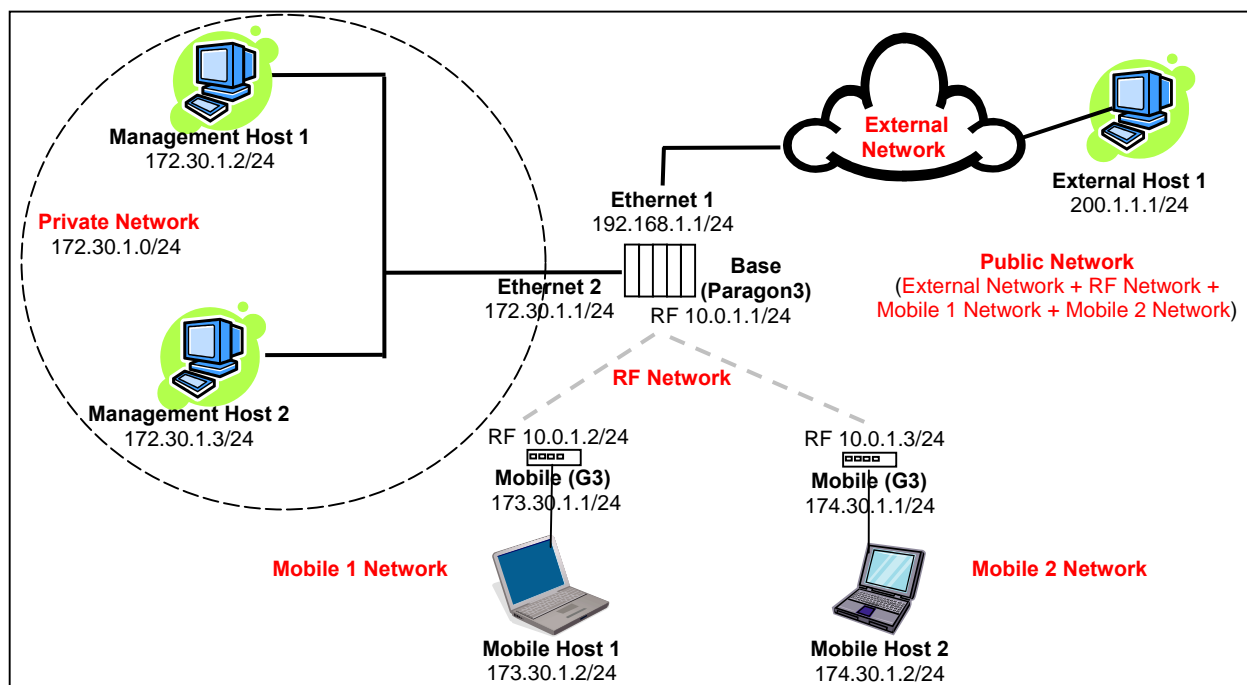 Management Host 1
172.30.1.2/24
Private Network
172.30.1.0/24
Management Host 2
172.30.1.3/24
Ethernet 1
192.168.1.1/24
Ethernet 2
172.30.1.1/24
Base
(Paragon3)
RF 10.0.1.1/24
External
Network
External Host 1
200.1.1.1/24
Public Network
(External Network + RF Network +
Mobile 1 Network + Mobile 2 Network)
RF Network
RF 10.0.1.2/24
Mobile (G3)
173.30.1.1/24
Mobile 1 Network
Mobile Host 1
173.30.1.2/24
RF 10.0.1.3/24
Mobile (G3)
174.30.1.1/24
Mobile 2 Network
Mobile Host 2
174.30.1.2/24